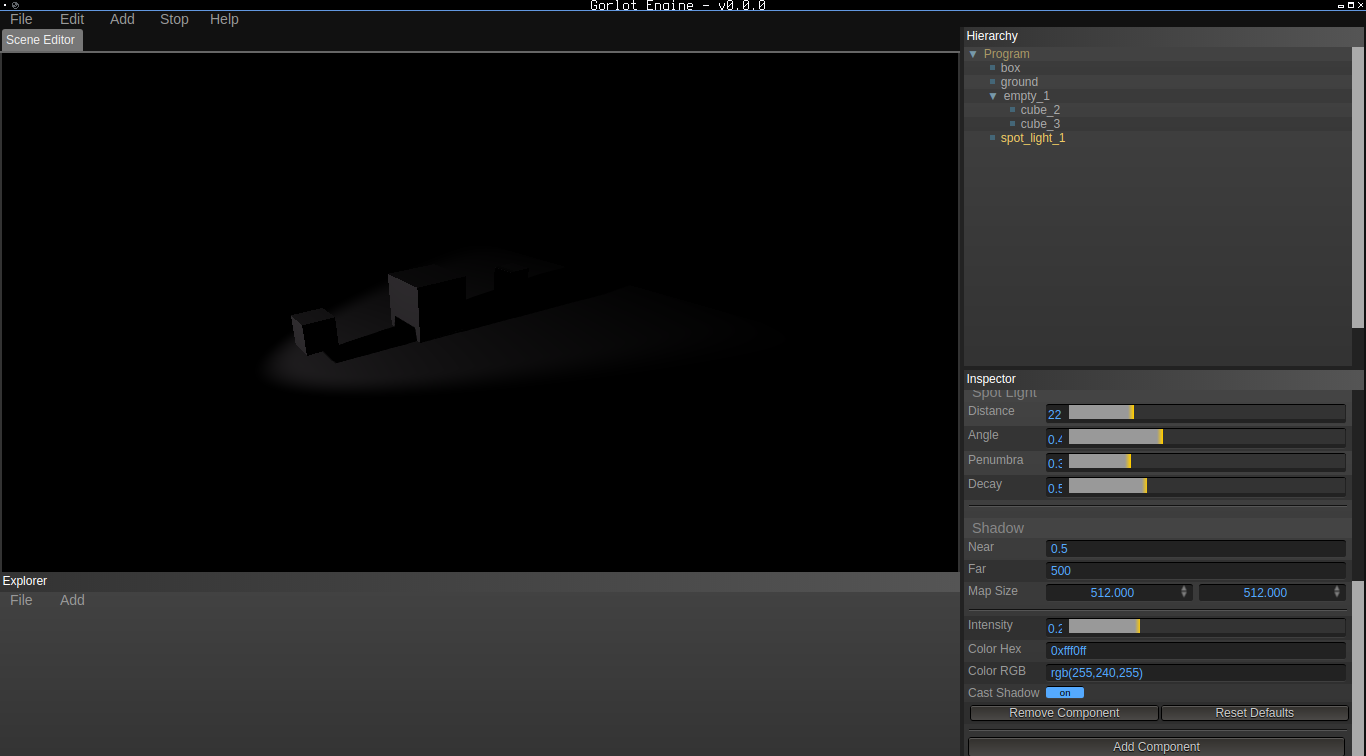 Gorlot Engine - v0.0.0
File Edit Add Stop Help
Scene Editor
Hierarchy
Program
box
ground
empty_1
cube_2
cube_3
spot_light_1
Inspector
Spot Light
Distance 22
Angle 0.4
Penumbra 0.3
Decay 0.5
Shadow
Near 0.5
Far 500
Map Size 512.000 512.000
Intensity 0.2
Color Hex 0xfff0ff
Color RGB rgb(255,240,255)
Cast Shadow on
Remove Component Reset Defaults
Add Component
Explorer
File Add